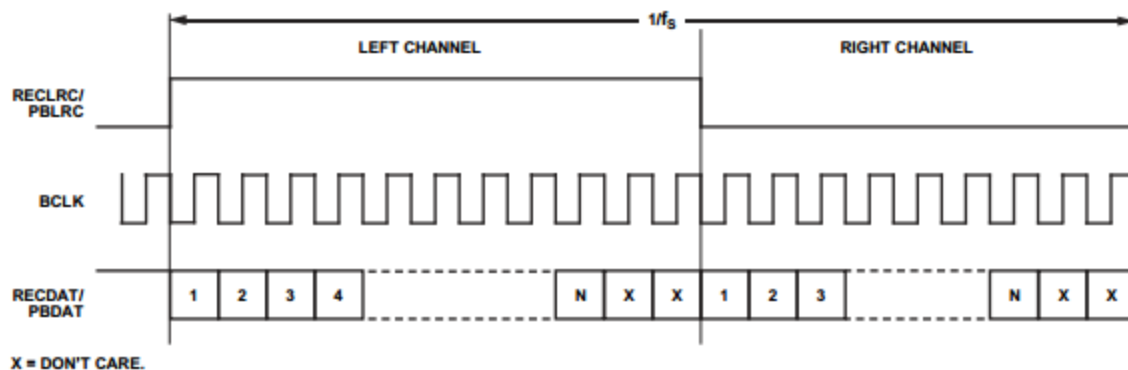 1/fS
LEFT CHANNEL RIGHT CHANNEL
RECLRC/
PBLRC
BCLK
RECDAT/
PBDAT
1 2 3 4 N X X 1 2 3 N X X
X = DON'T CARE.